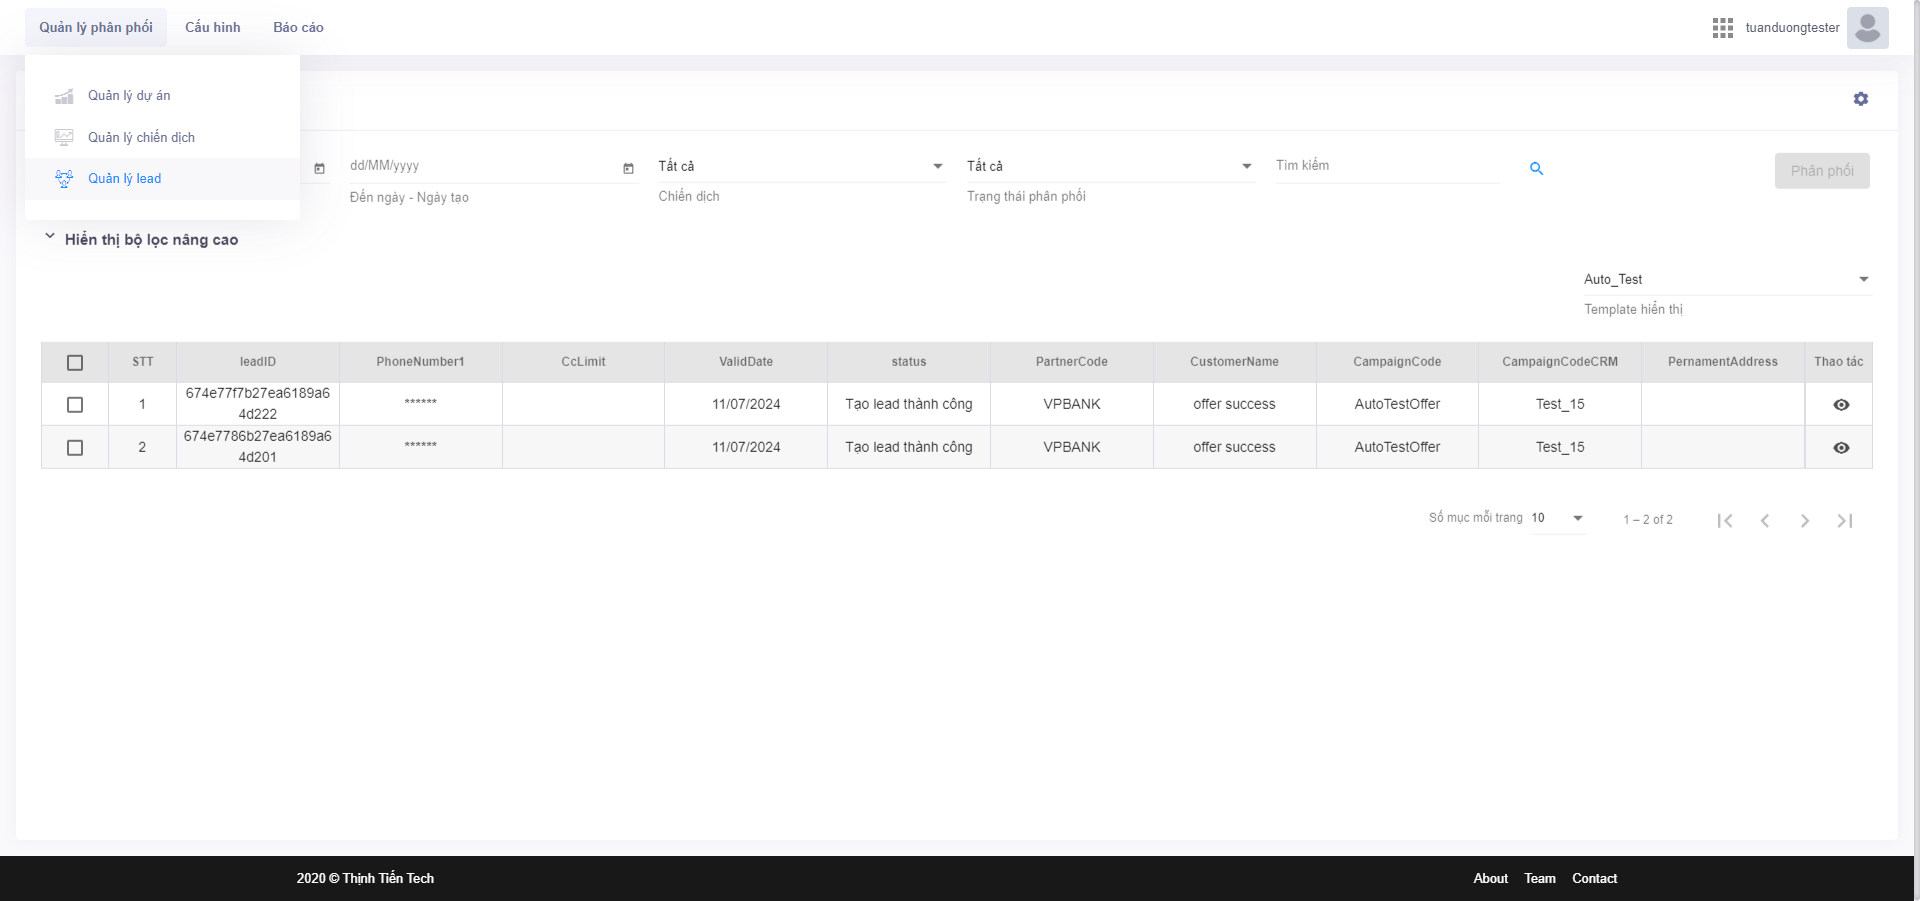 Quản lý phân phối
Cấu hình
Báo cáo
tuanduongtester
Quản lý dự án
Quản lý chiến dịch
Quản lý lead
dd/MM/yyyy
Đến ngày - Ngày tạo
Tất cả
Chiến dịch
Tất cả
Trạng thái phân phối
Tìm kiếm
Phân phối
Hiển thị bộ lọc nâng cao
Auto_Test
Template hiển thị
STT leadID PhoneNumber1 CcLimit ValidDate status PartnerCode CustomerName CampaignCode CampaignCodeCRM PernamentAddress Thao tác
1 674e77f7b27ea6189a6 ****** 11/07/2024 Tạo lead thành công VPBANK offer success AutoTestOffer Test_15
4d222
2 674e7786b27ea6189a6 ****** 11/07/2024 Tạo lead thành công VPBANK offer success AutoTestOffer Test_15
4d201
Số mục mỗi trang 10 1 – 2 of 2
2020 © Thịnh Tiến Tech
About Team Contact